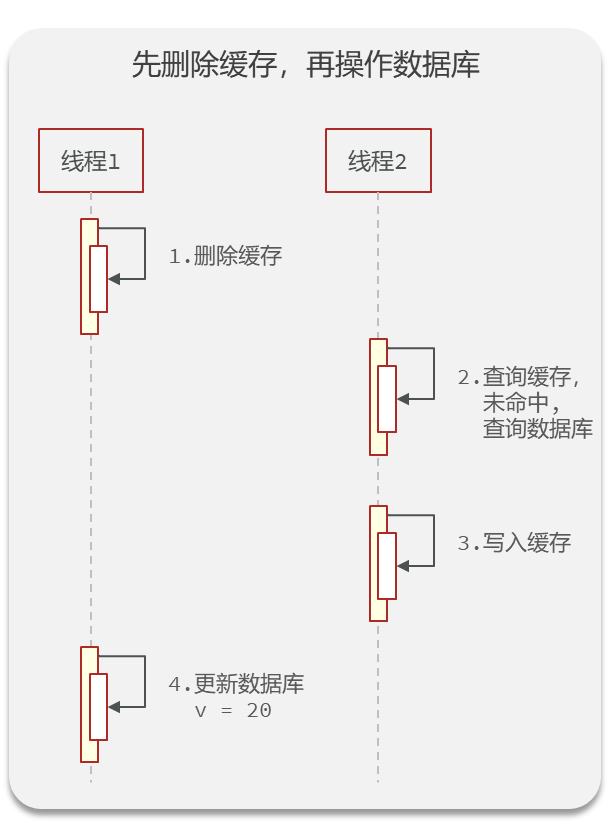 先删除缓存，再操作数据库
线程1
线程2
1.删除缓存
2.查询缓存，
未命中，
查询数据库
3.写入缓存
4.更新数据库
v = 20